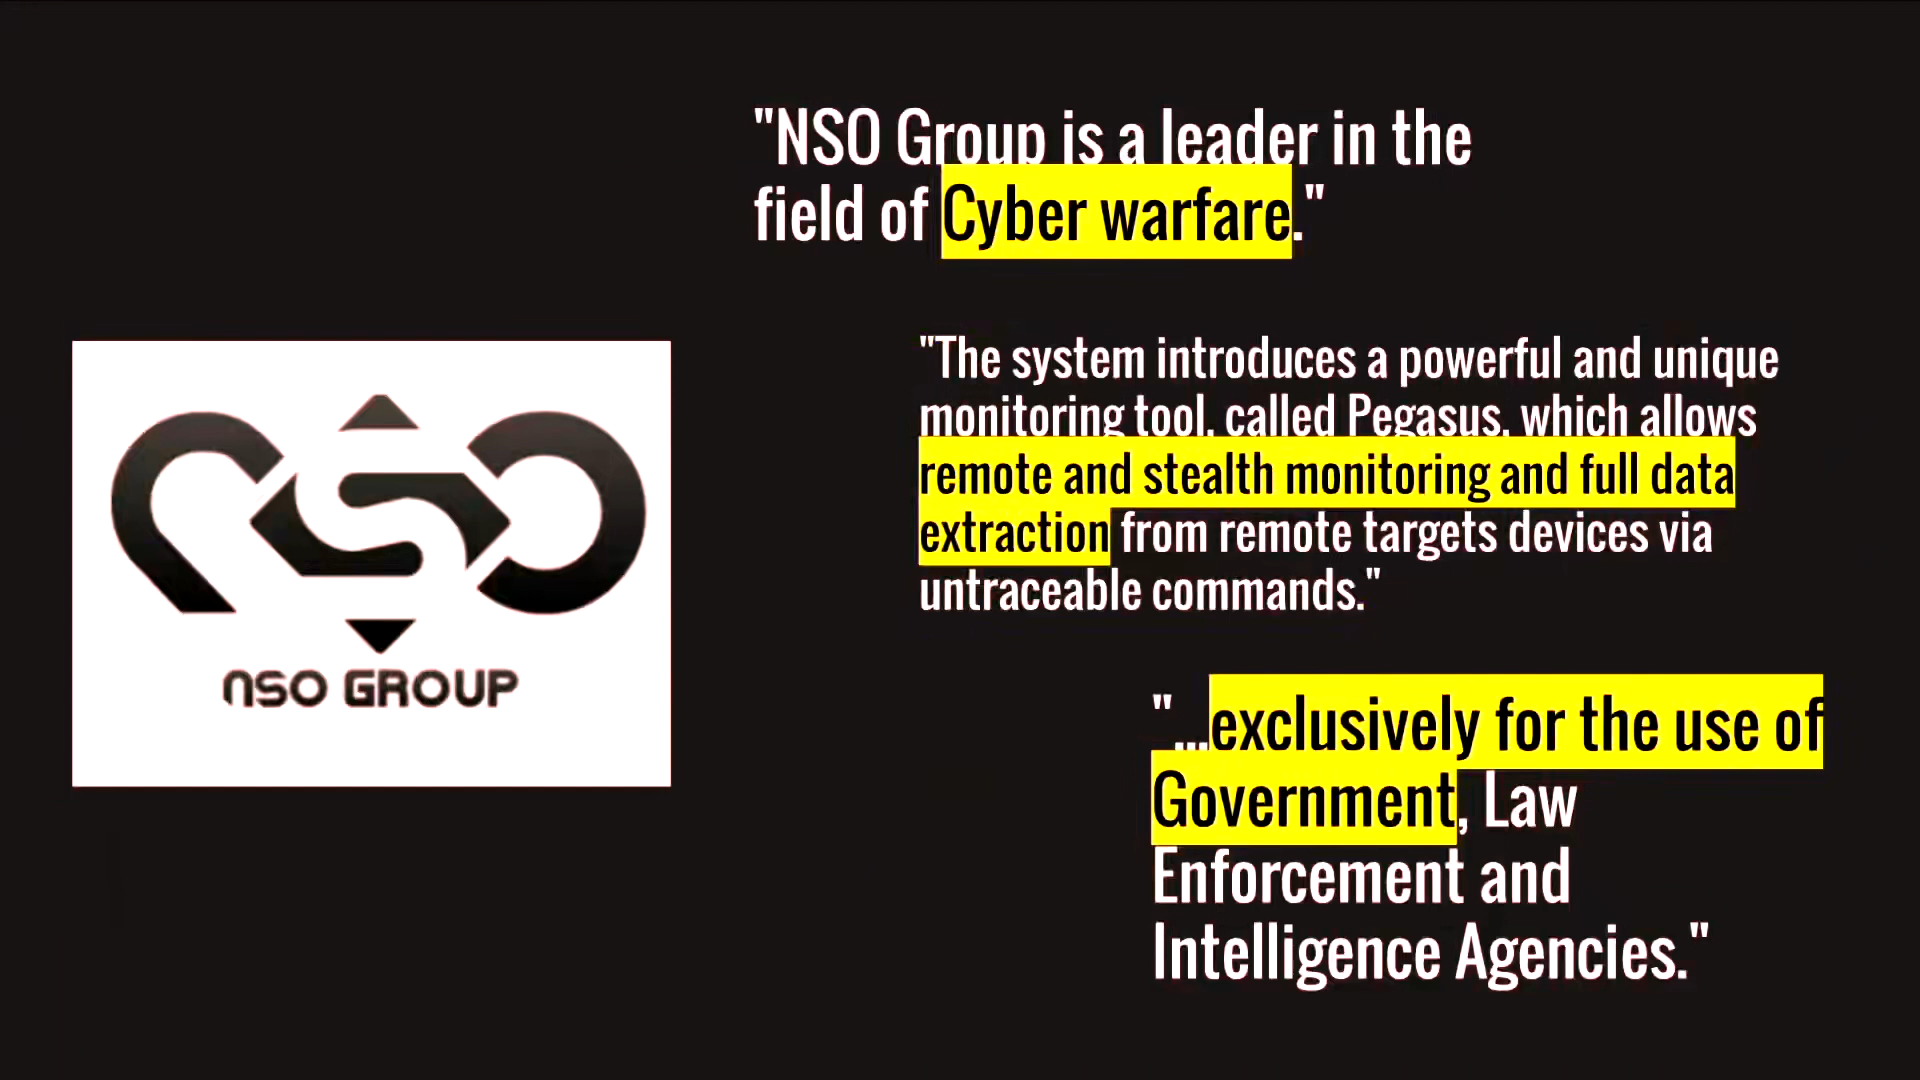 "NSO Group is a leader in the
field of Cyber warfare."
"The system introduces a powerful and unique
monitoring tool, called Pegasus, which allows
remote and stealth monitoring and full data
extraction from remote targets devices via
untraceable commands."
NSO
NSO GROUP
"...exclusively for the use of
Government, Law
Enforcement and
Intelligence Agencies."